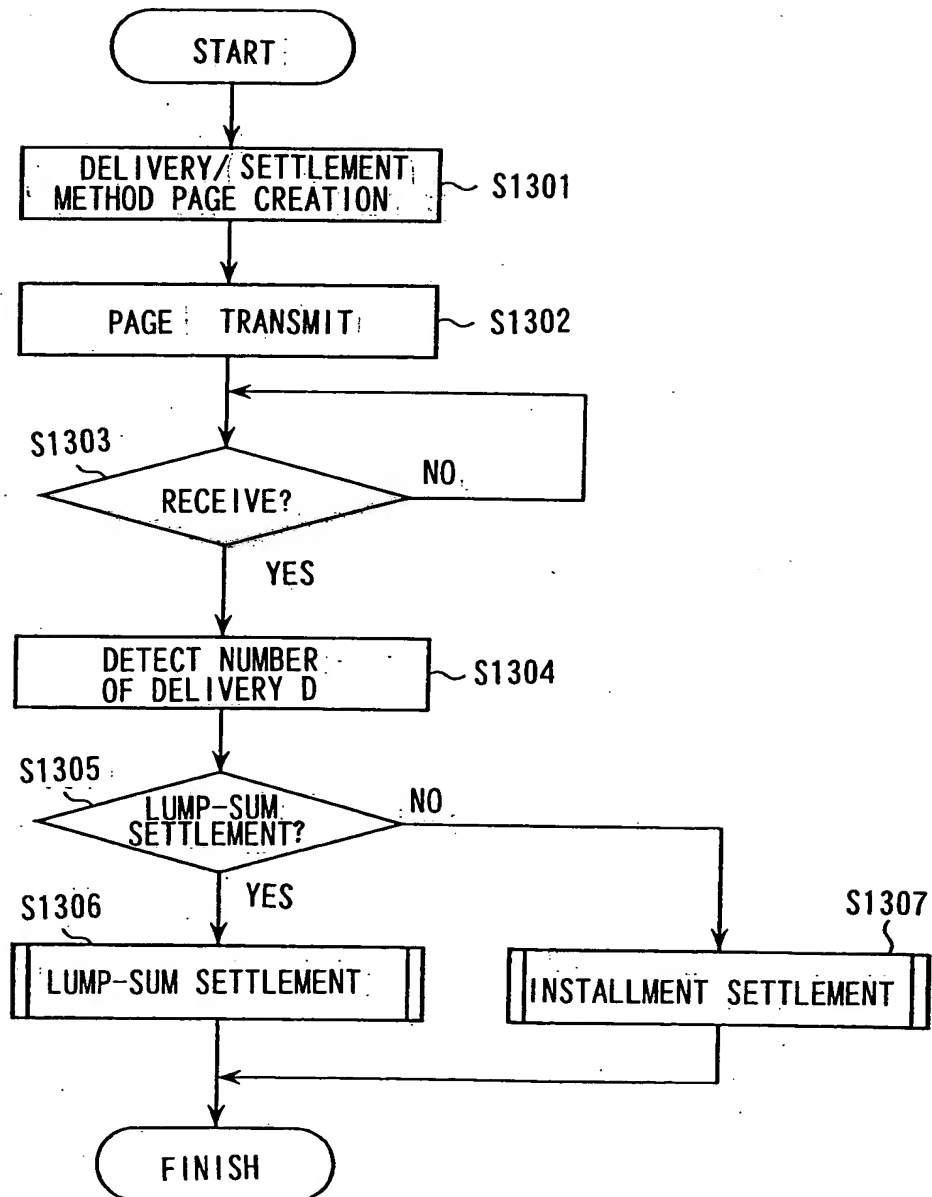 START
DELIVERY/ SETTLEMENT
METHOD PAGE CREATION
S1301
PAGE TRANSMIT
S1302
S1303
RECEIVE?
NO
YES
DETECT NUMBER
OF DELIVERY D
S1304
S1305
LUMP-SUM
SETTLEMENT?
NO
YES
S1306
LUMP-SUM SETTLEMENT
S1307
INSTALLMENT SETTLEMENT
FINISH